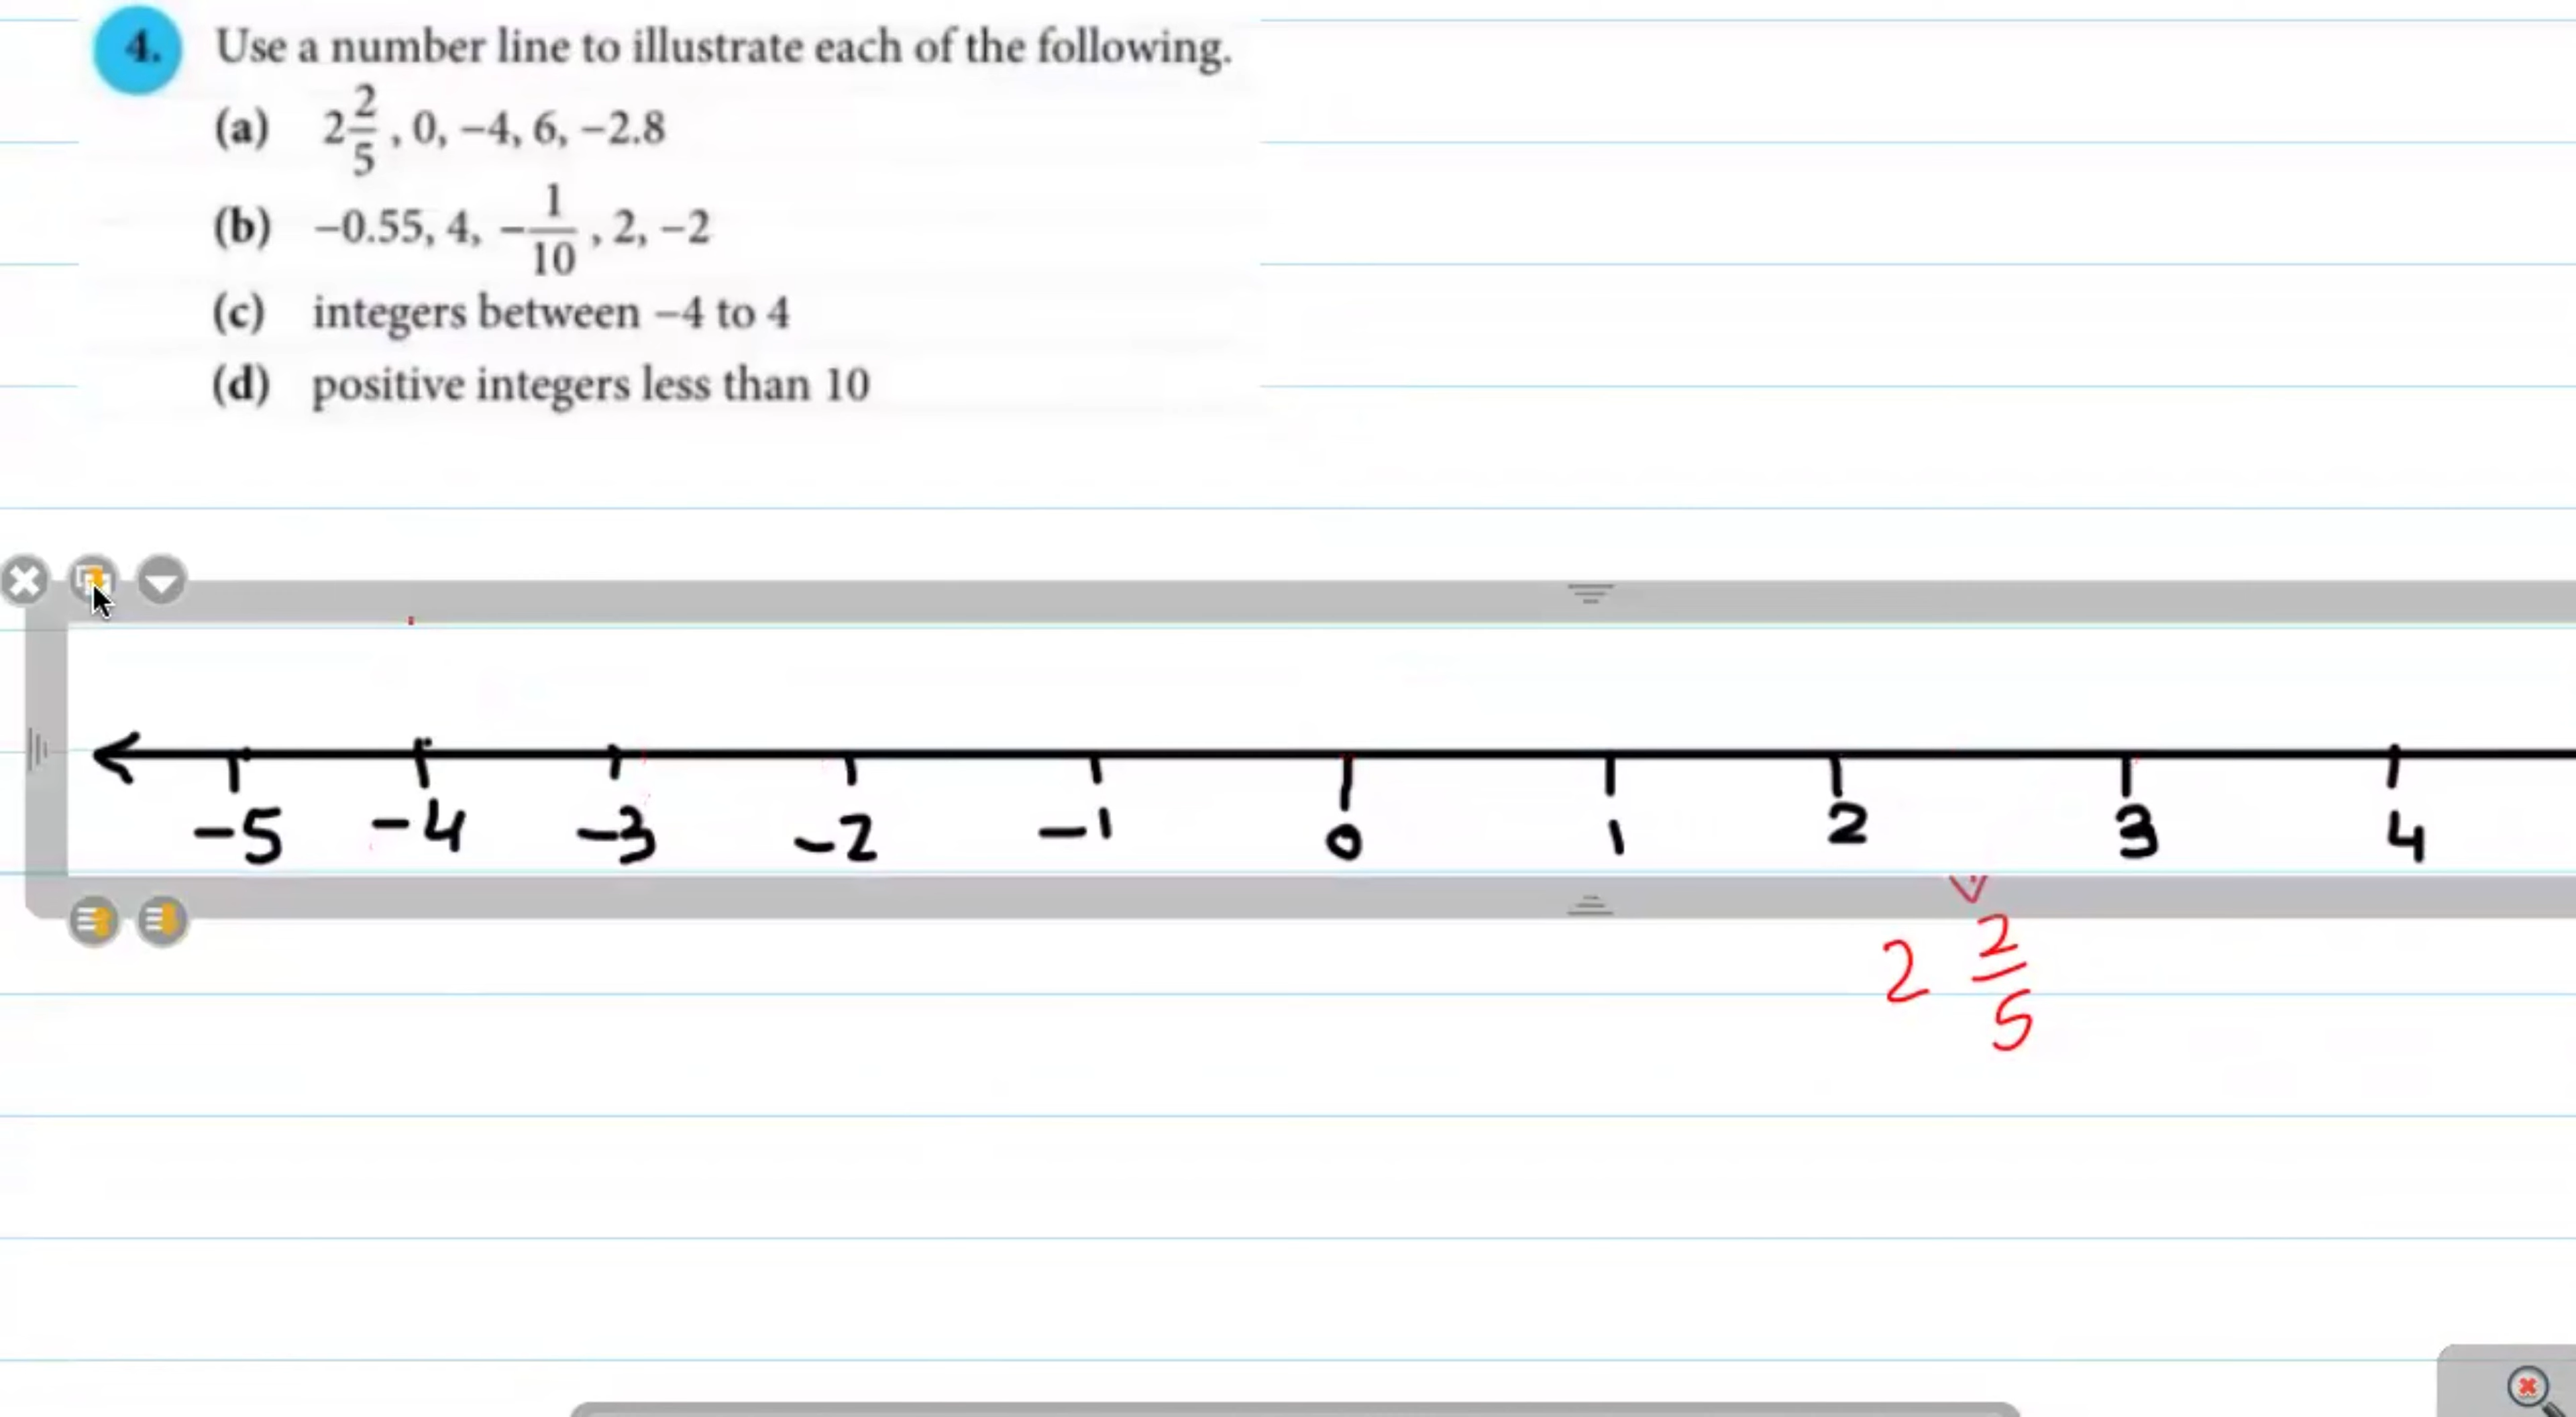 4. Use a number line to illustrate each of the following.
(a) 2 2/5 , 0, −4, 6, −2.8
(b) −0.55, 4, −1/10 , 2, −2
(c) integers between −4 to 4
(d) positive integers less than 10
-5 -4 -3 -2 -1 0 1 2 3 4
2 2/5